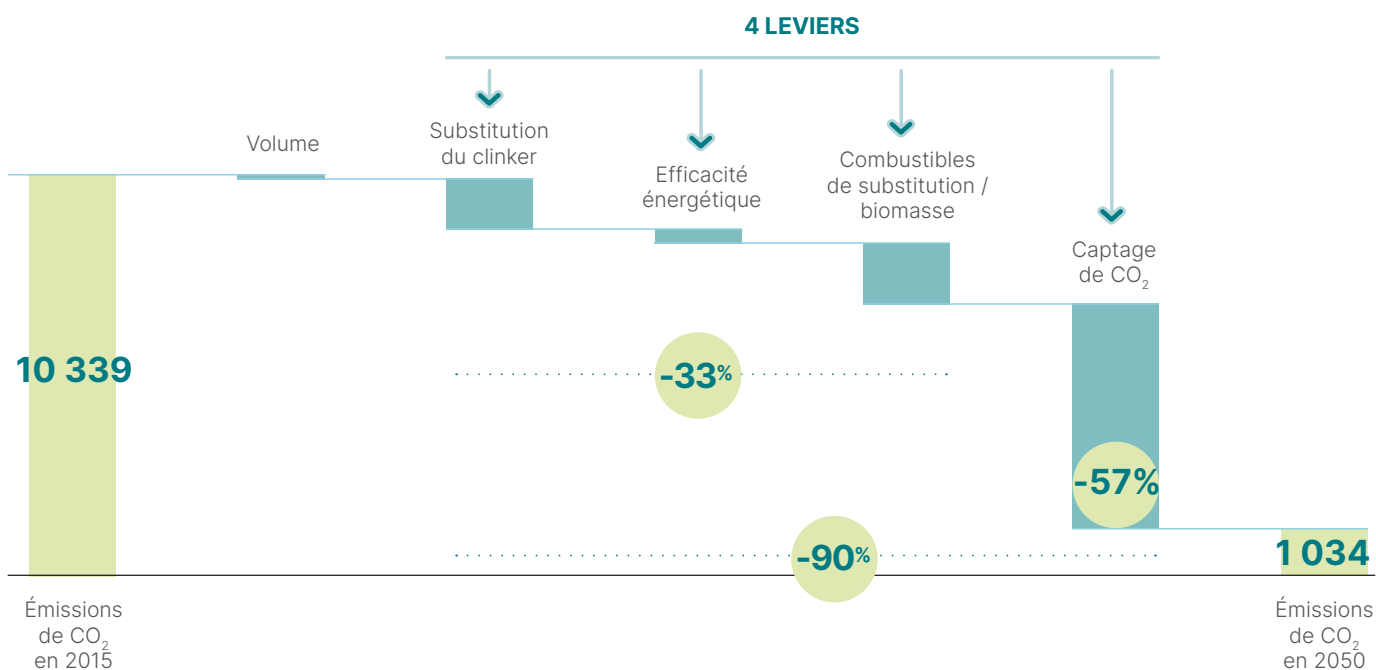 4 LEVIERS
Volume
Substitution
du clinker
Efficacité
énergétique
Combustibles
de substitution /
biomasse
Captage
de CO₂
10 339
-33%
-57%
-90%
1 034
Émissions
de CO₂
en 2015
Émissions
de CO₂
en 2050